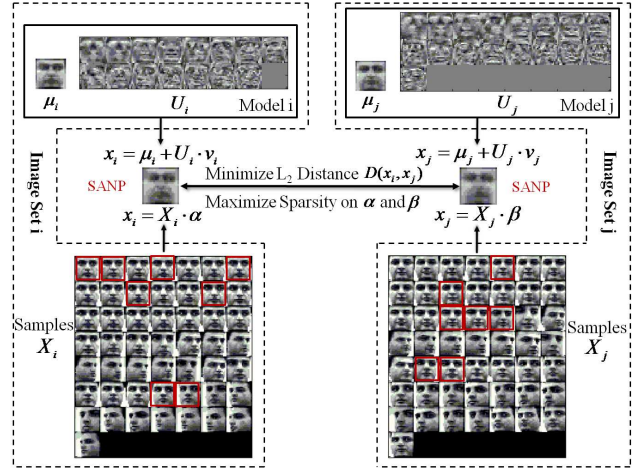 μi
Ui
Model i
μj
Uj
Model j
Image Set i
xi = μi + Ui · vi
SANP
xi = Xi · α
Minimize L2 Distance D(xi, xj)
Maximize Sparsity on α and β
xj = μj + Uj · vj
SANP
xj = Xj · β
Image Set j
Samples
Xi
Samples
Xj